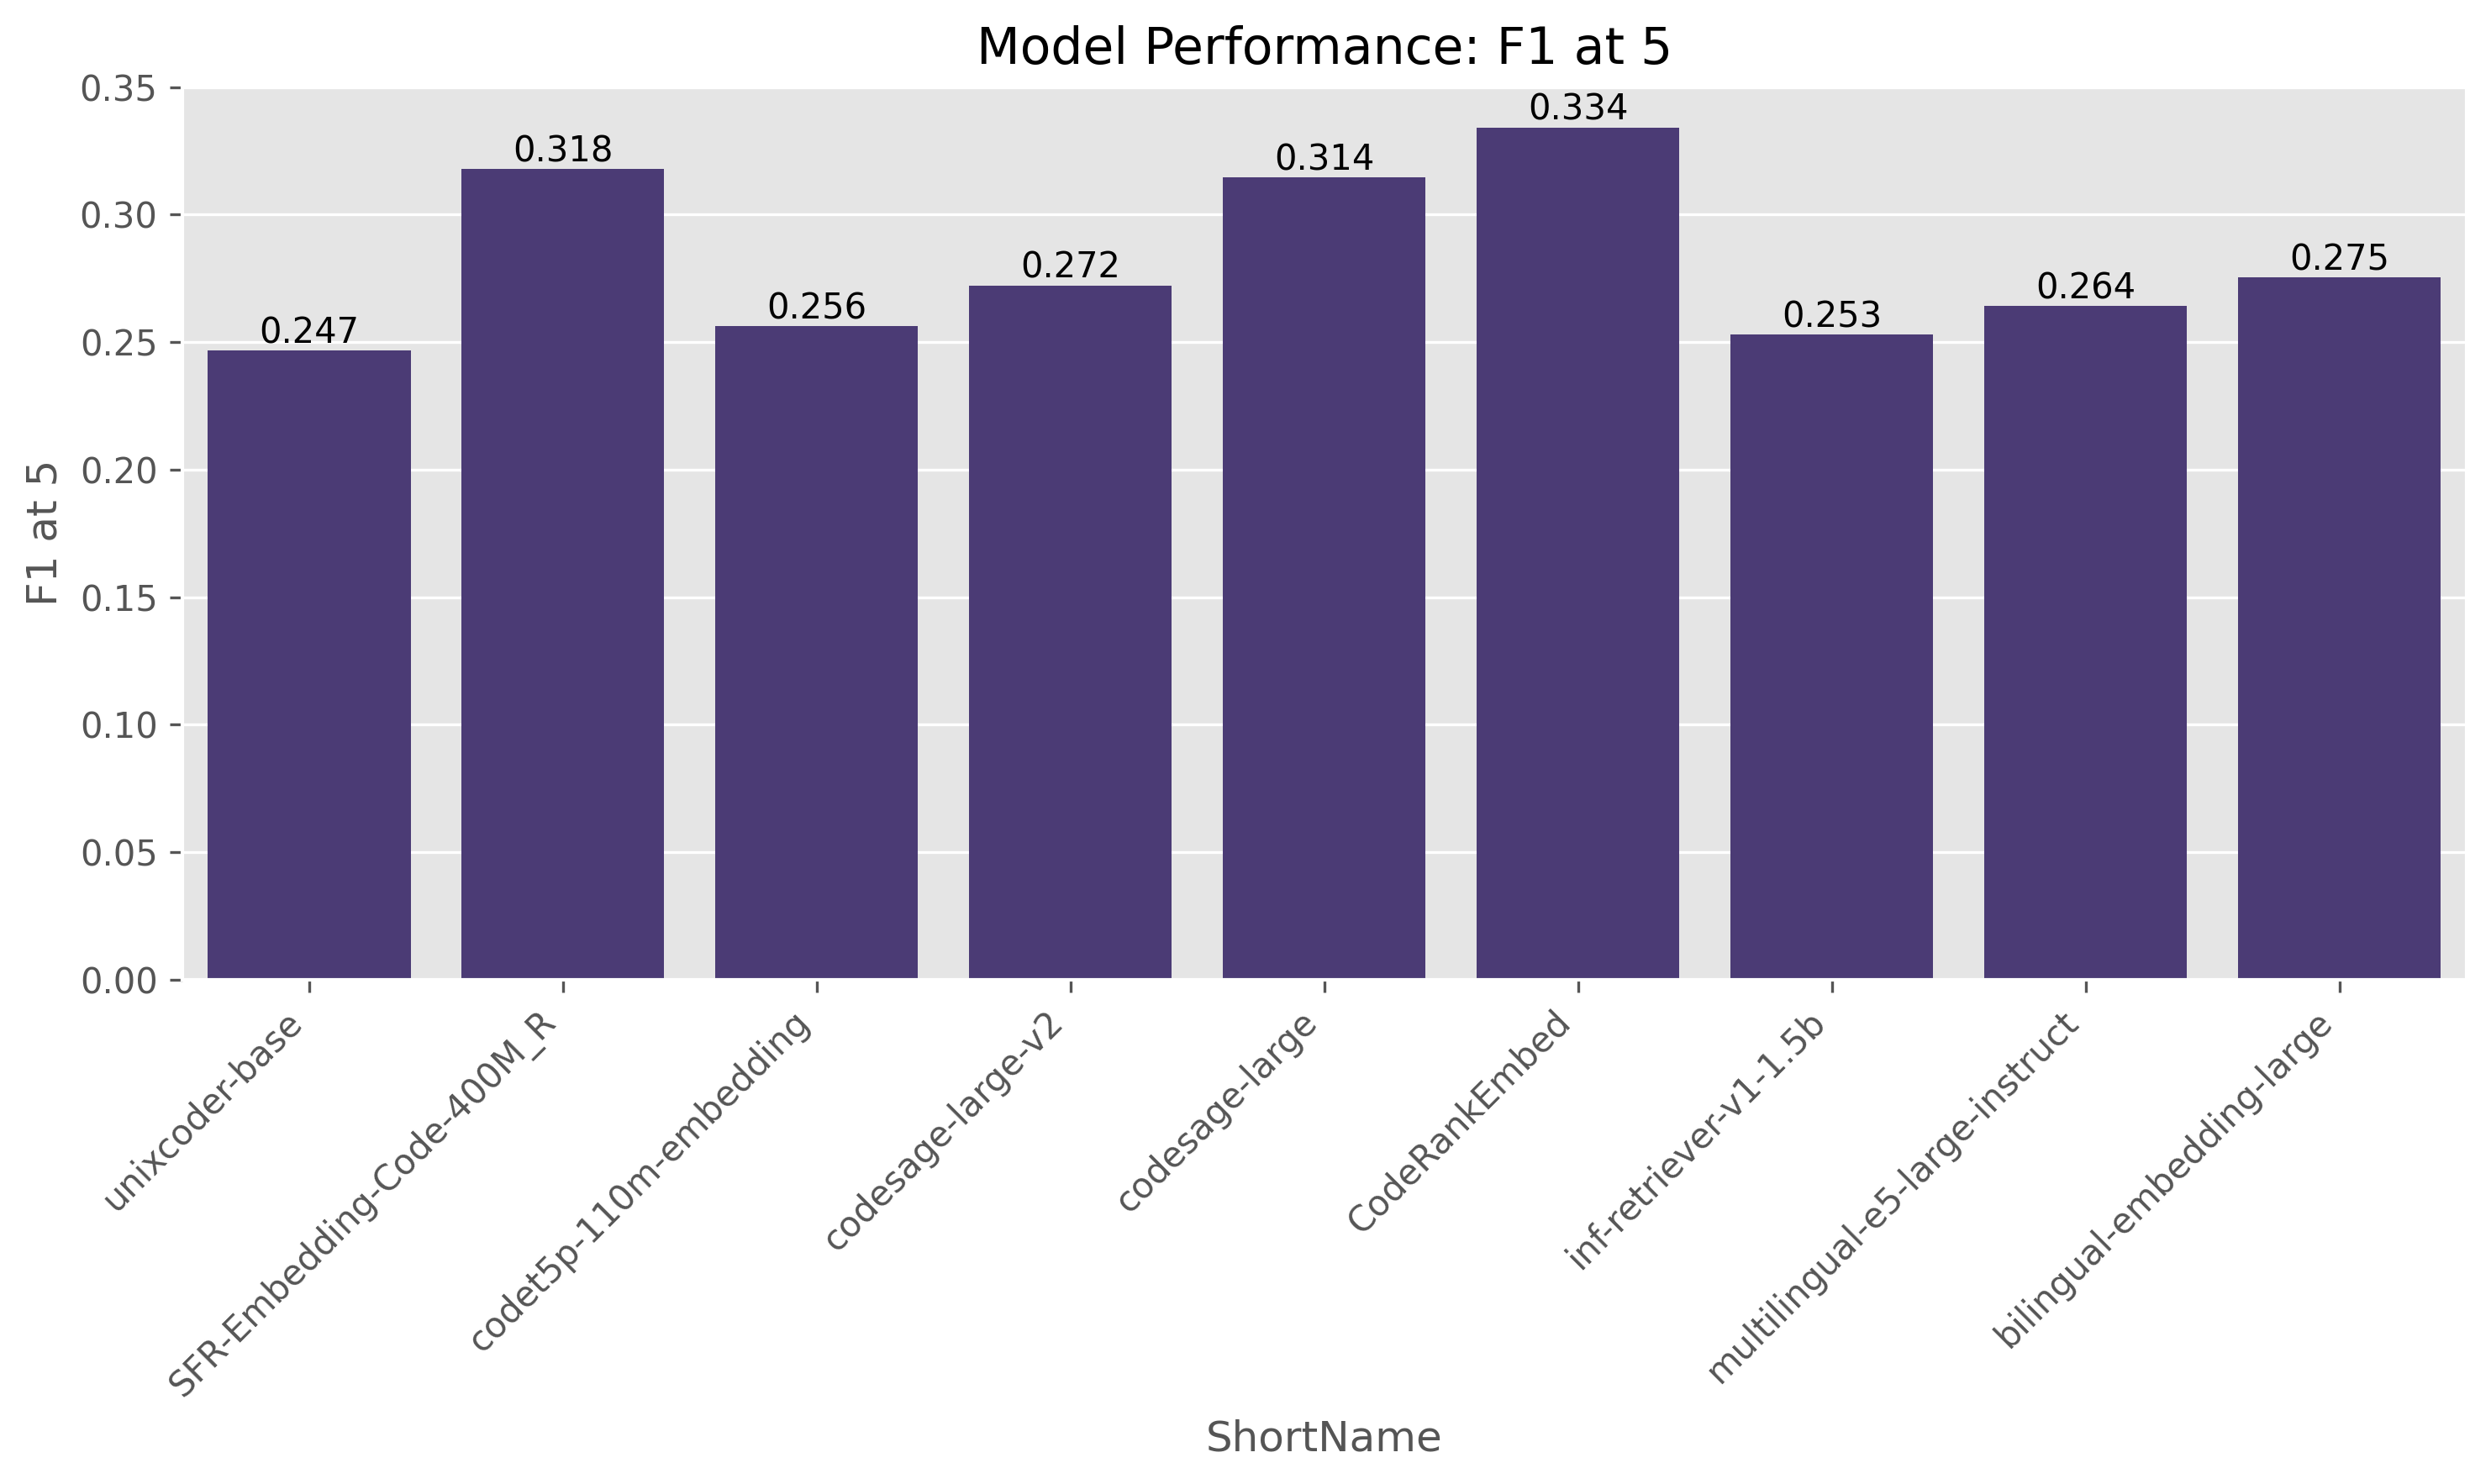 Model Performance: F1 at 5
F1 at 5
0.35
0.30
0.25
0.20
0.15
0.10
0.05
0.00
0.247
0.318
0.256
0.272
0.314
0.334
0.253
0.264
0.275
unixcoder-base
SFR-Embedding-Code-400M_R
codet5p-110m-embedding
codesage-large-v2
codesage-large
CodeRankEmbed
inf-retriever-v1-1.5b
multilingual-e5-large-instruct
bilingual-embedding-large
ShortName